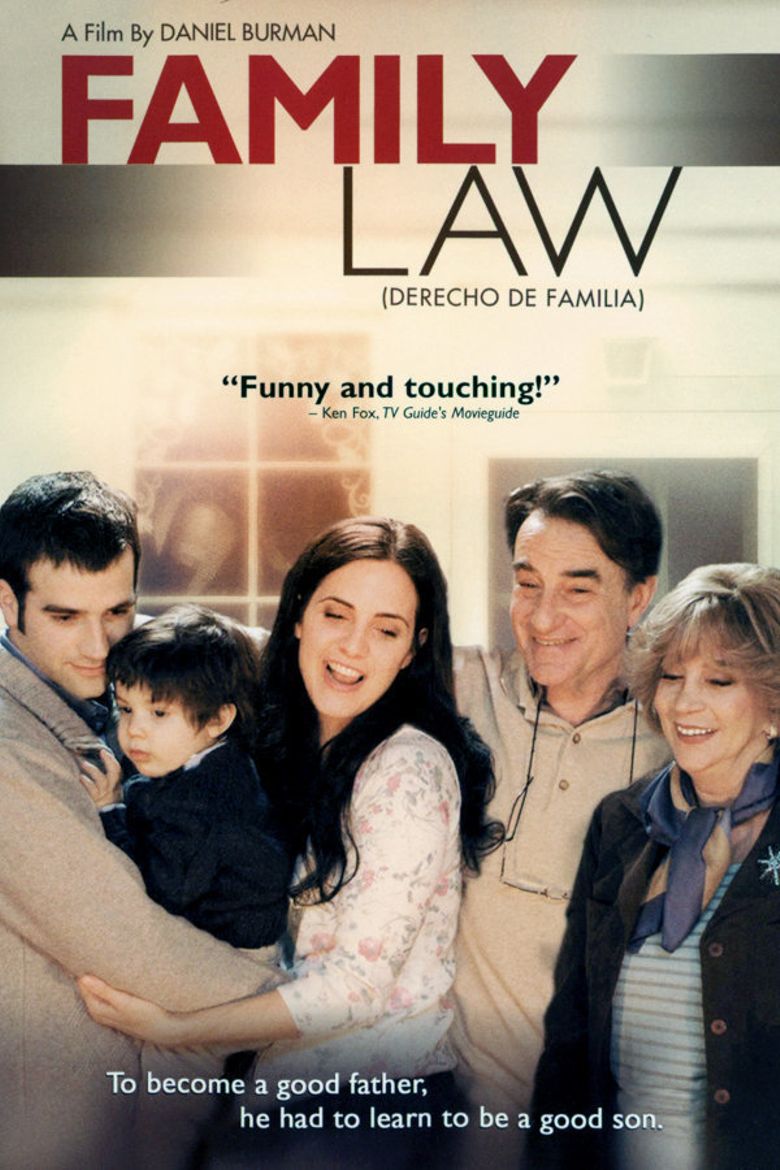 A Film By DANIEL BURMAN
FAMILY
LAW
(DERECHO DE FAMILIA)
“Funny and touching!”
– Ken Fox, TV Guide's Movieguide
To become a good father,
he had to learn to be a good son.